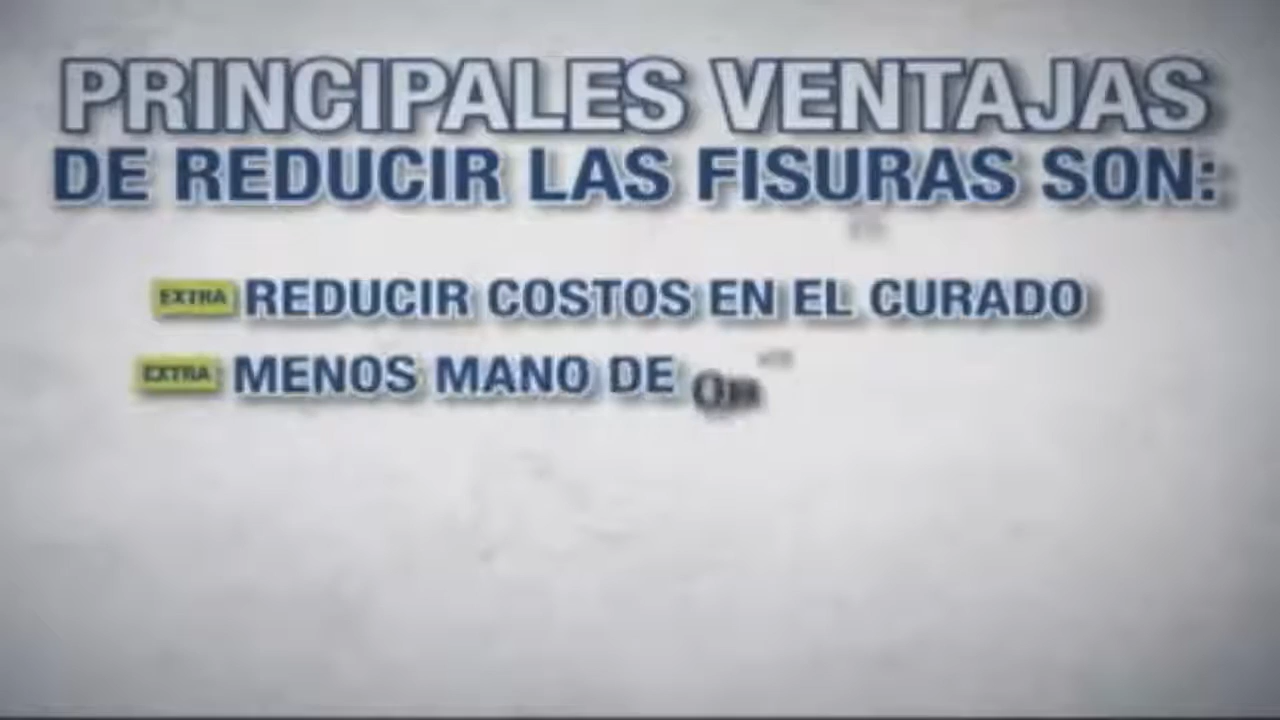 PRINCIPALES VENTAJAS
DE REDUCIR LAS FISURAS SON:
EXTRA REDUCIR COSTOS EN EL CURADO
EXTRA MENOS MANO DE